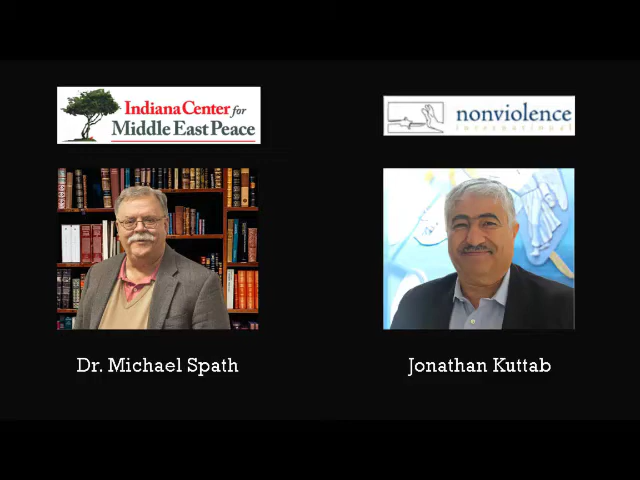 Indiana Center for
Middle East Peace
nonviolence
international
Dr. Michael Spath
Jonathan Kuttab